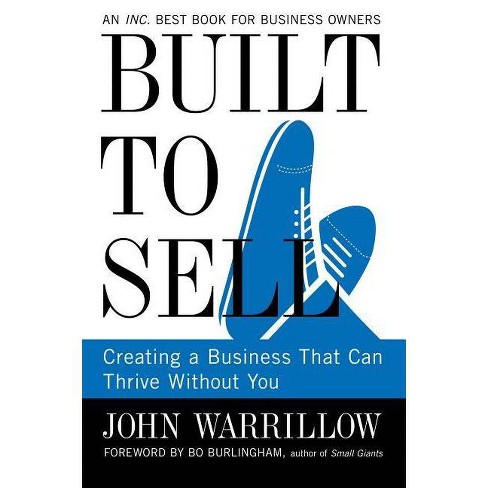 AN INC. BEST BOOK FOR BUSINESS OWNERS
BUILT
TO
SELL
Creating a Business That Can
Thrive Without You
JOHN WARRILLOW
FOREWORD BY BO BURLINGHAM, author of Small Giants